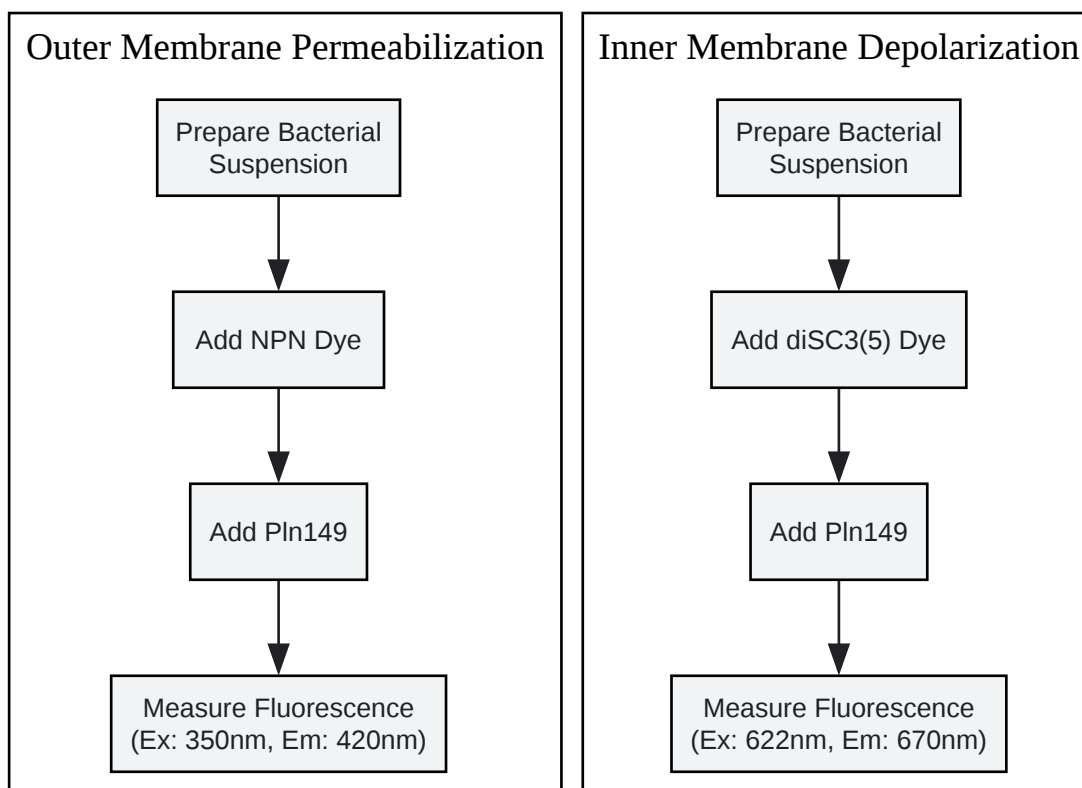 Outer Membrane Permeabilization
Prepare Bacterial
Suspension
Add NPN Dye
Add Pln149
Measure Fluorescence
(Ex: 350nm, Em: 420nm)
Inner Membrane Depolarization
Prepare Bacterial
Suspension
Add diSC3(5) Dye
Add Pln149
Measure Fluorescence
(Ex: 622nm, Em: 670nm)